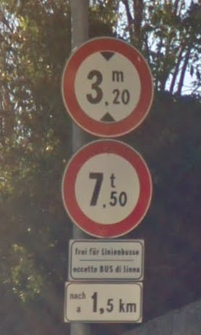 3,20 m
7,50 t
frei für Linienbusse
eccetto BUS di linea
nach
a 1,5 km